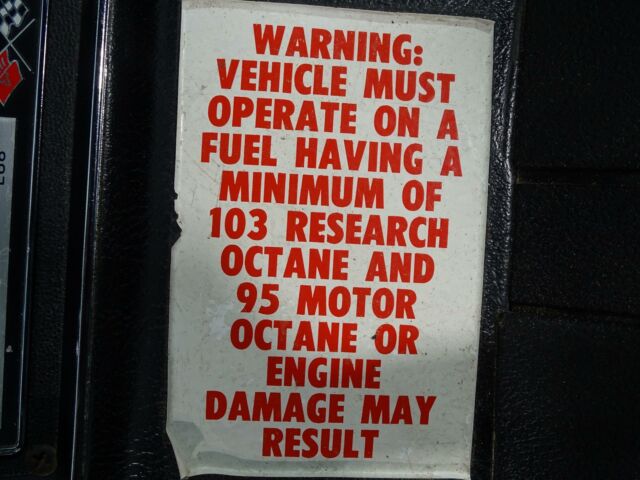 WARNING:
VEHICLE MUST
OPERATE ON A
FUEL HAVING A
MINIMUM OF
103 RESEARCH
OCTANE AND
95 MOTOR
OCTANE OR
ENGINE
DAMAGE MAY
RESULT